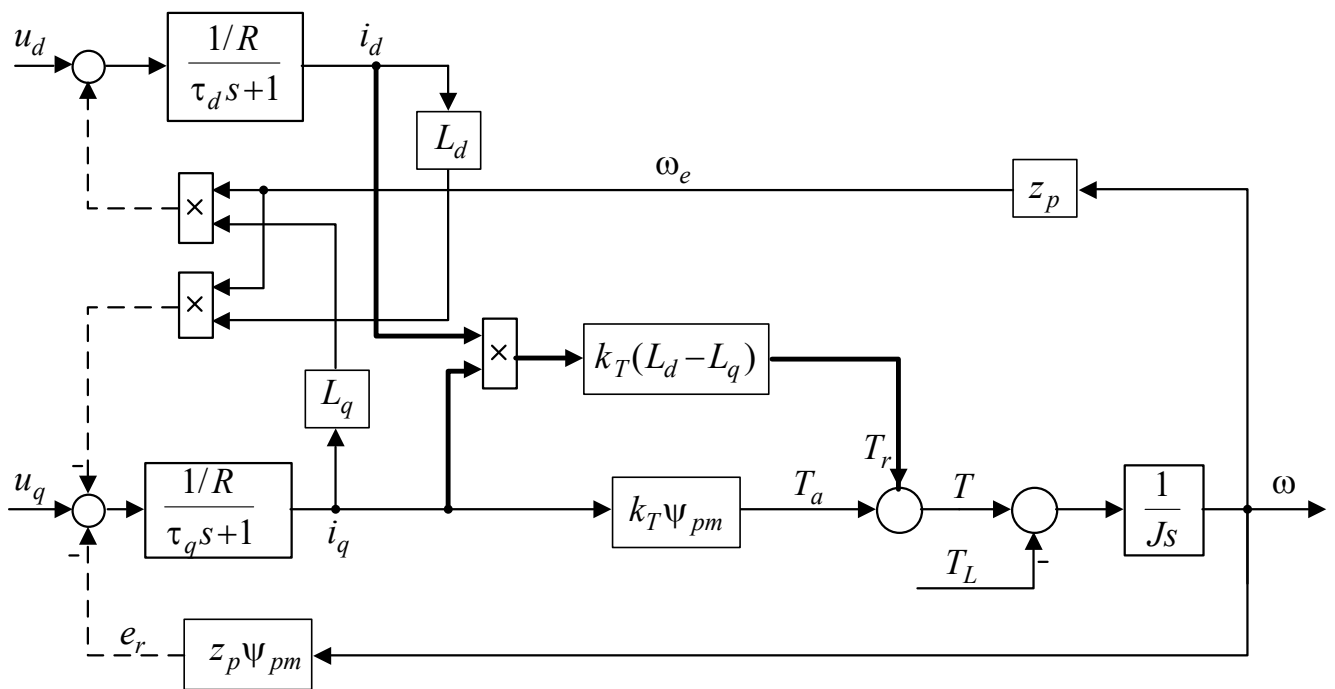 u_d
1/R
τ_d s+1
i_d
L_d
ω_e
z_p
×
×
×
k_T(L_d −L_q)
L_q
T_r
-
u_q
1/R
τ_q s+1
i_q
k_T ψ_pm
T_a
T
1
Js
ω
-
T_L
-
e_r
z_p ψ_pm